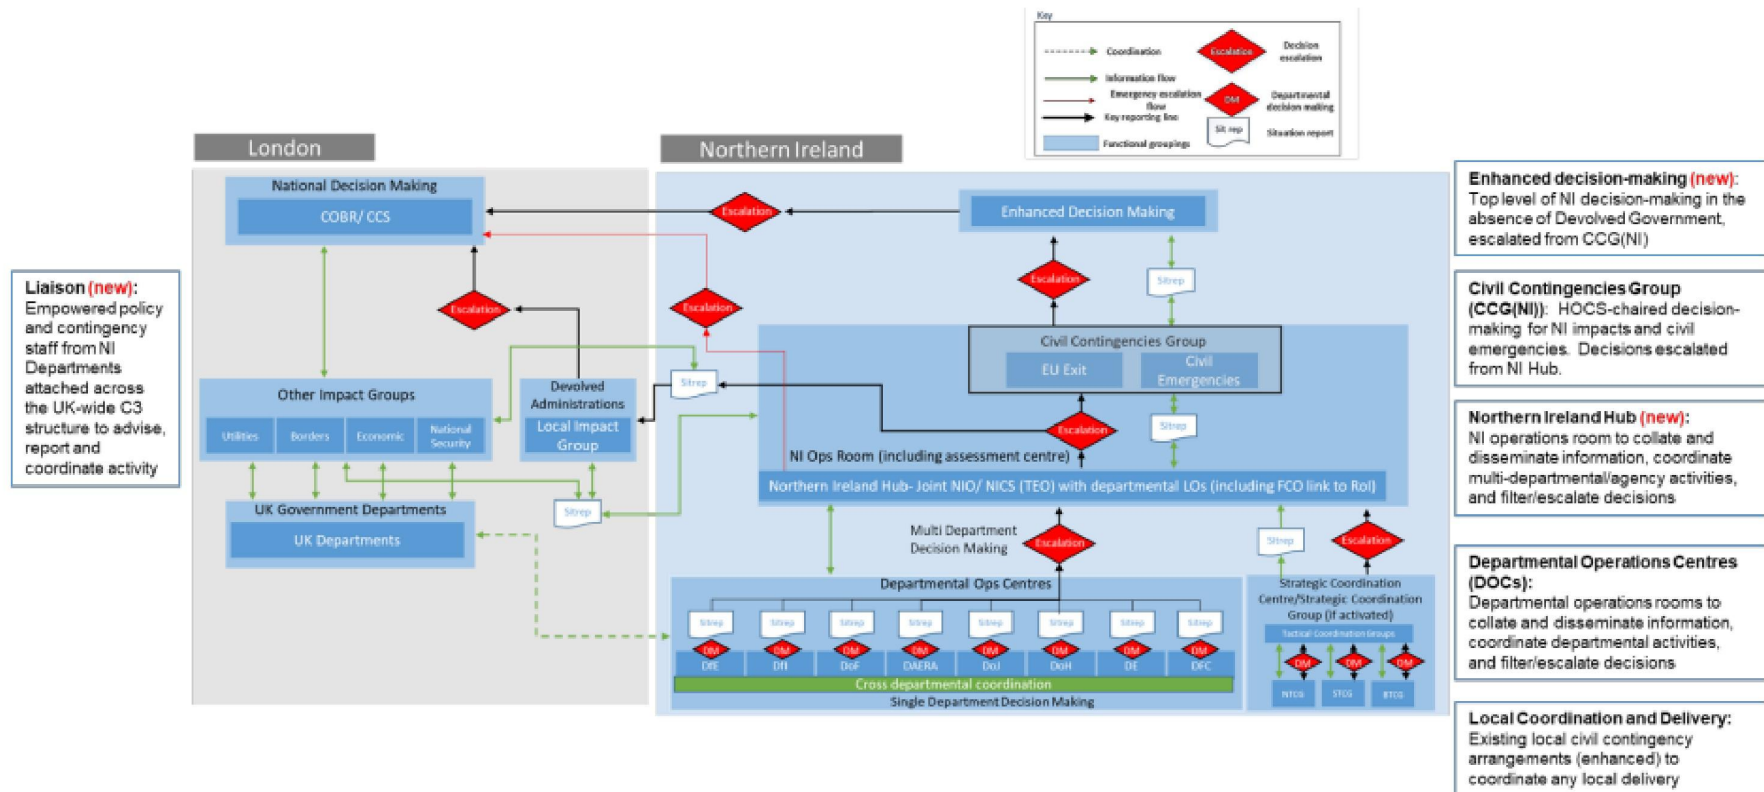 Key
Coordination
Information flow
Emergency escalation
flow
Key reporting line
Functional groupings
Escalation
Decision
escalation
DM
Departmental
decision making
Sit rep
Situation report
London
Northern Ireland
National Decision Making
COBR/ CCS
Escalation
Enhanced Decision Making
Escalation
Escalation
Escalation
Sitrep
Liaison (new):
Empowered policy
and contingency
staff from NI
Departments
attached across
the UK-wide C3
structure to advise,
report and
coordinate activity
Other Impact Groups
Utilities
Borders
Economic
National
Security
Devolved
Administrations
Local Impact
Group
Sitrep
Civil Contingencies Group
EU Exit
Civil
Emergencies
Escalation
Sitrep
NI Ops Room (including assessment centre)
Northern Ireland Hub- Joint NIO/ NICS (TEO) with departmental LOs (including FCO link to RoI)
UK Government Departments
UK Departments
Sitrep
Multi Department
Decision Making
Escalation
Sitrep
Escalation
Departmental Ops Centres
Sitrep
Sitrep
Sitrep
Sitrep
Sitrep
Sitrep
Sitrep
Sitrep
DM
DM
DM
DM
DM
DM
DM
DM
DfE
DfI
DoF
DAERA
DoJ
DoH
DE
DFC
Cross departmental coordination
Single Department Decision Making
Strategic Coordination
Centre/Strategic Coordination
Group (if activated)
Tactical Coordination Groups
DM
DM
DM
NTCG
STCG
BTCG
Enhanced decision-making (new):
Top level of NI decision-making in the
absence of Devolved Government,
escalated from CCG(NI)
Civil Contingencies Group
(CCG(NI)): HOCS-chaired decision-
making for NI impacts and civil
emergencies. Decisions escalated
from NI Hub.
Northern Ireland Hub (new):
NI operations room to collate and
disseminate information, coordinate
multi-departmental/agency activities,
and filter/escalate decisions
Departmental Operations Centres
(DOCs):
Departmental operations rooms to
collate and disseminate information,
coordinate departmental activities,
and filter/escalate decisions
Local Coordination and Delivery:
Existing local civil contingency
arrangements (enhanced) to
coordinate any local delivery